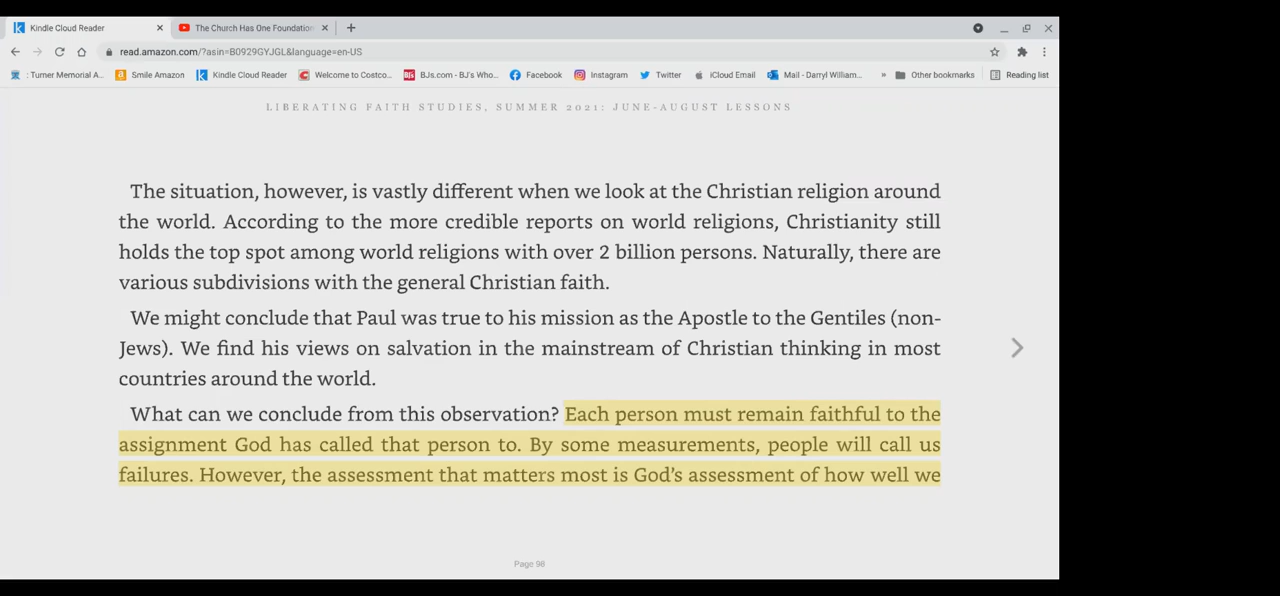 Kindle Cloud Reader
The Church Has One Foundation
read.amazon.com/?asin=B0929GYJGL&language=en-US
: Turner Memorial A...
Smile Amazon
Kindle Cloud Reader
Welcome to Costco...
BJs.com - BJ's Who...
Facebook
Instagram
Twitter
iCloud Email
Mail - Darryl William...
»
Other bookmarks
Reading list
LIBERATING FAITH STUDIES, SUMMER 2021: JUNE-AUGUST LESSONS
The situation, however, is vastly different when we look at the Christian religion around
the world. According to the more credible reports on world religions, Christianity still
holds the top spot among world religions with over 2 billion persons. Naturally, there are
various subdivisions with the general Christian faith.
We might conclude that Paul was true to his mission as the Apostle to the Gentiles (non-
Jews). We find his views on salvation in the mainstream of Christian thinking in most
countries around the world.
What can we conclude from this observation? Each person must remain faithful to the
assignment God has called that person to. By some measurements, people will call us
failures. However, the assessment that matters most is God's assessment of how well we
Page 98